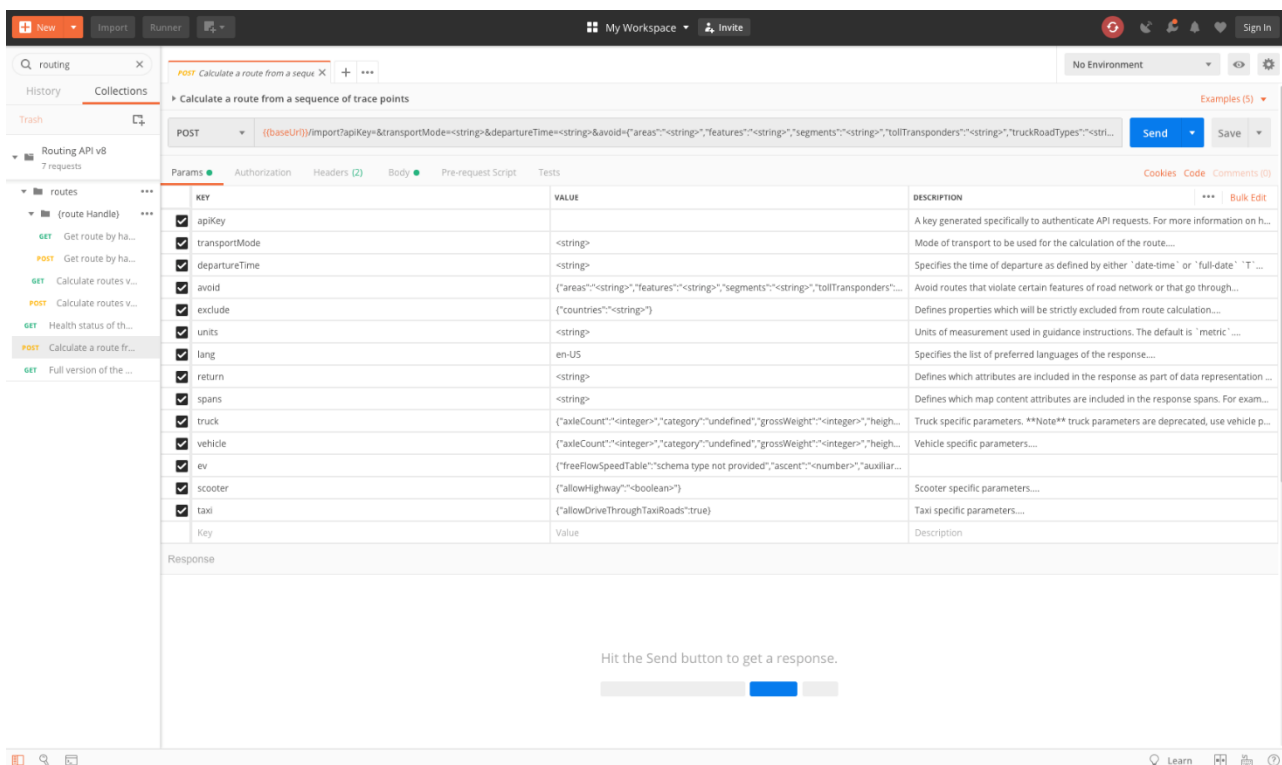 New Import Runner My Workspace Invite Sign In
routing
History Collections
Trash
Routing API v8
7 requests
routes
{route Handle}
GET Get route by ha...
POST Get route by ha...
GET Calculate routes v...
POST Calculate routes v...
GET Health status of th...
POST Calculate a route fr...
GET Full version of the ...
POST Calculate a route from a seque
No Environment
Calculate a route from a sequence of trace points Examples (5)
POST {{baseUrl}}/import?apiKey=&transportMode=<string>&departureTime=<string>&avoid={"areas":"<string>","features":"<string>","segments":"<string>","tollTransponders":"<string>","truckRoadTypes":"<stri... Send Save
Params Authorization Headers (2) Body Pre-request Script Tests Cookies Code Comments (0)
KEY VALUE DESCRIPTION Bulk Edit
apiKey A key generated specifically to authenticate API requests. For more information on h...
transportMode <string> Mode of transport to be used for the calculation of the route....
departureTime <string> Specifies the time of departure as defined by either `date-time` or `full-date` `T`...
avoid {"areas":"<string>","features":"<string>","segments":"<string>","tollTransponders":... Avoid routes that violate certain features of road network or that go through...
exclude {"countries":"<string>"} Defines properties which will be strictly excluded from route calculation....
units <string> Units of measurement used in guidance instructions. The default is `metric`....
lang en-US Specifies the list of preferred languages of the response....
return <string> Defines which attributes are included in the response as part of data representation ...
spans <string> Defines which map content attributes are included in the response spans. For exam...
truck {"axleCount":"<integer>","category":"undefined","grossWeight":"<integer>","heigh... Truck specific parameters. **Note** truck parameters are deprecated, use vehicle p...
vehicle {"axleCount":"<integer>","category":"undefined","grossWeight":"<integer>","heigh... Vehicle specific parameters....
ev {"freeFlowSpeedTable":"schema type not provided","ascent":"<number>","auxiliar...
scooter {"allowHighway":"<boolean>"} Scooter specific parameters....
taxi {"allowDriveThroughTaxiRoads":true} Taxi specific parameters....
Key Value Description
Response
Hit the Send button to get a response.
Learn